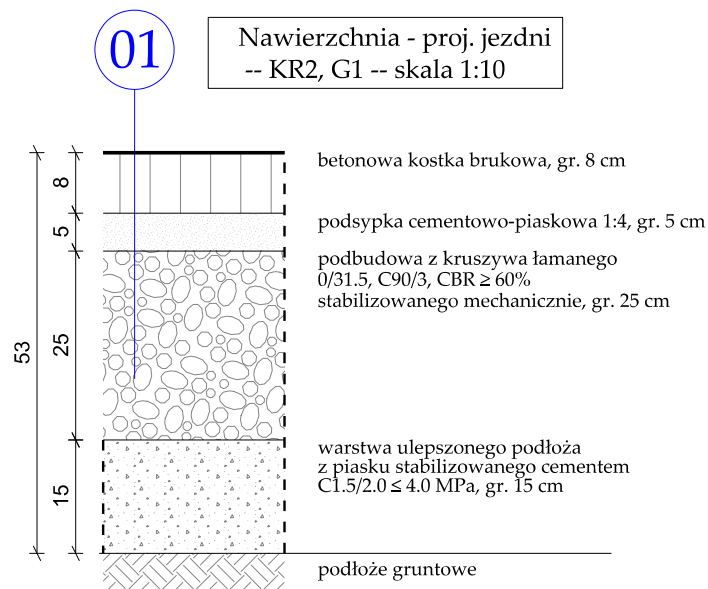 01
Nawierzchnia - proj. jezdni
-- KR2, G1 -- skala 1:10
8
betonowa kostka brukowa, gr. 8 cm
5
podsypka cementowo-piaskowa 1:4, gr. 5 cm
podbudowa z kruszywa łamanego
0/31.5, C90/3, CBR ≥ 60%
stabilizowanego mechanicznie, gr. 25 cm
53
25
warstwa ulepszonego podłoża
z piasku stabilizowanego cementem
C1.5/2.0 ≤ 4.0 MPa, gr. 15 cm
15
podłoże gruntowe